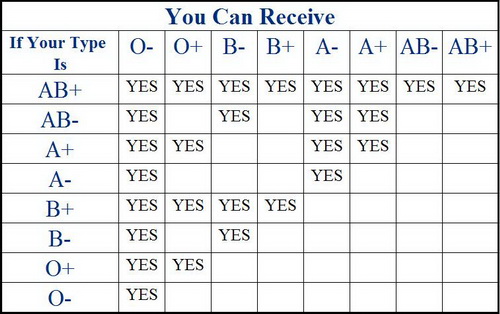 You Can Receive
If Your Type Is O- O+ B- B+ A- A+ AB- AB+
AB+ YES YES YES YES YES YES YES YES
AB- YES YES YES YES
A+ YES YES YES YES
A- YES YES
B+ YES YES YES YES
B- YES YES
O+ YES YES
O- YES